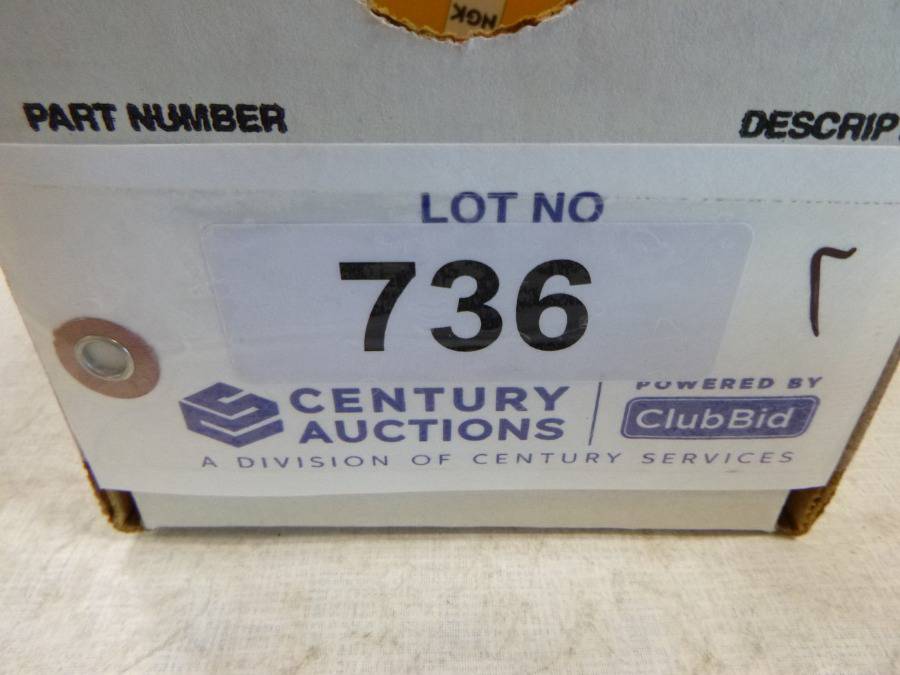 NGK
PART NUMBER
DESCRIP
LOT NO
736
CENTURY
AUCTIONS
POWERED BY
ClubBid
A DIVISION OF CENTURY SERVICES